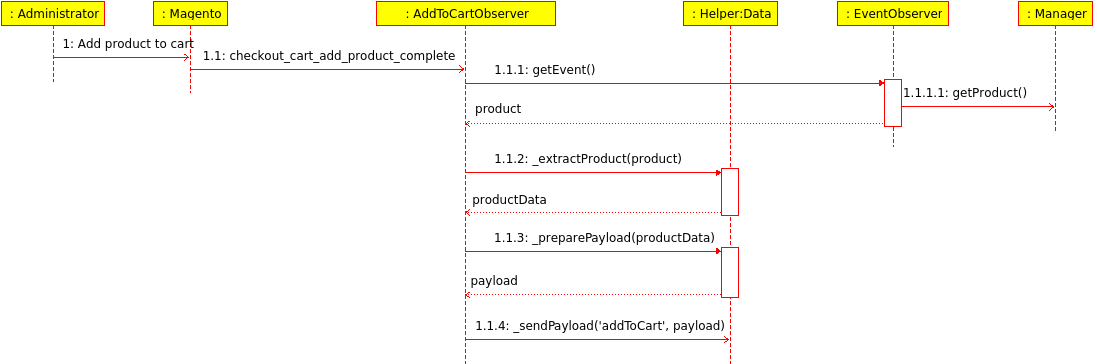 : Administrator
: Magento
: AddToCartObserver
: Helper:Data
: EventObserver
: Manager
1: Add product to cart
1.1: checkout_cart_add_product_complete
1.1.1: getEvent()
1.1.1.1: getProduct()
product
1.1.2: _extractProduct(product)
productData
1.1.3: _preparePayload(productData)
payload
1.1.4: _sendPayload('addToCart', payload)